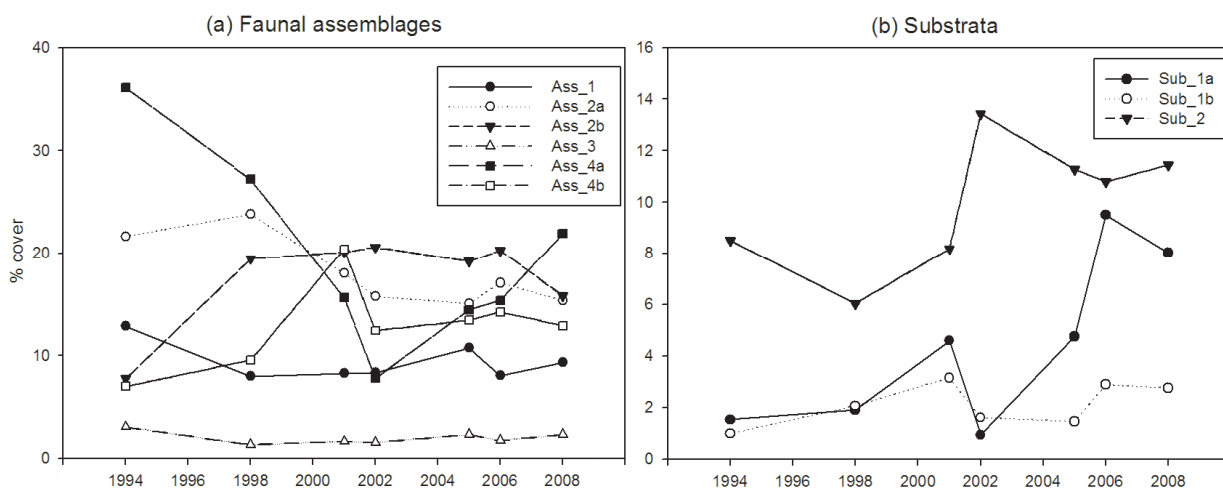 (a) Faunal assemblages
(b) Substrata
% cover
40
30
20
10
0
1994 1996 1998 2000 2002 2004 2006 2008
Ass_1
Ass_2a
Ass_2b
Ass_3
Ass_4a
Ass_4b
16
14
12
10
8
6
4
2
0
1994 1996 1998 2000 2002 2004 2006 2008
Sub_1a
Sub_1b
Sub_2